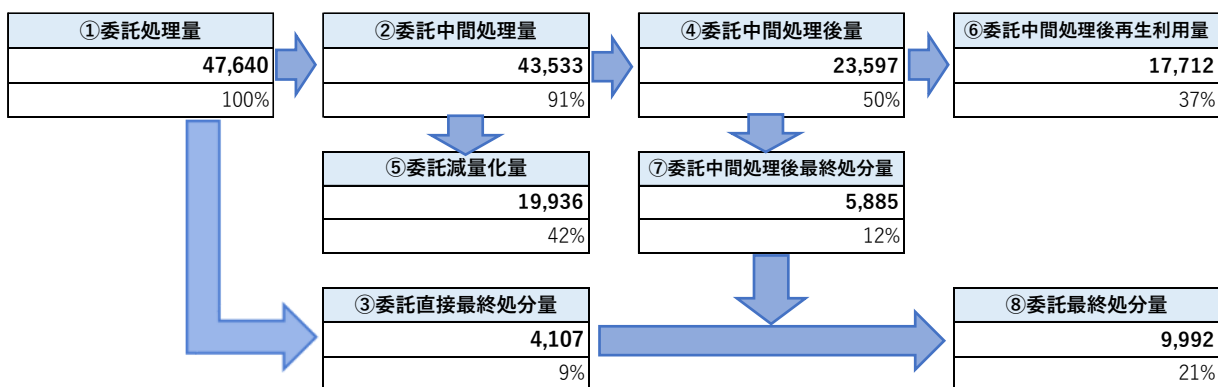 ①委託処理量
47,640
100%
②委託中間処理量
43,533
91%
④委託中間処理後量
23,597
50%
⑥委託中間処理後再生利用量
17,712
37%
⑤委託減量化量
19,936
42%
⑦委託中間処理後最終処分量
5,885
12%
③委託直接最終処分量
4,107
9%
⑧委託最終処分量
9,992
21%